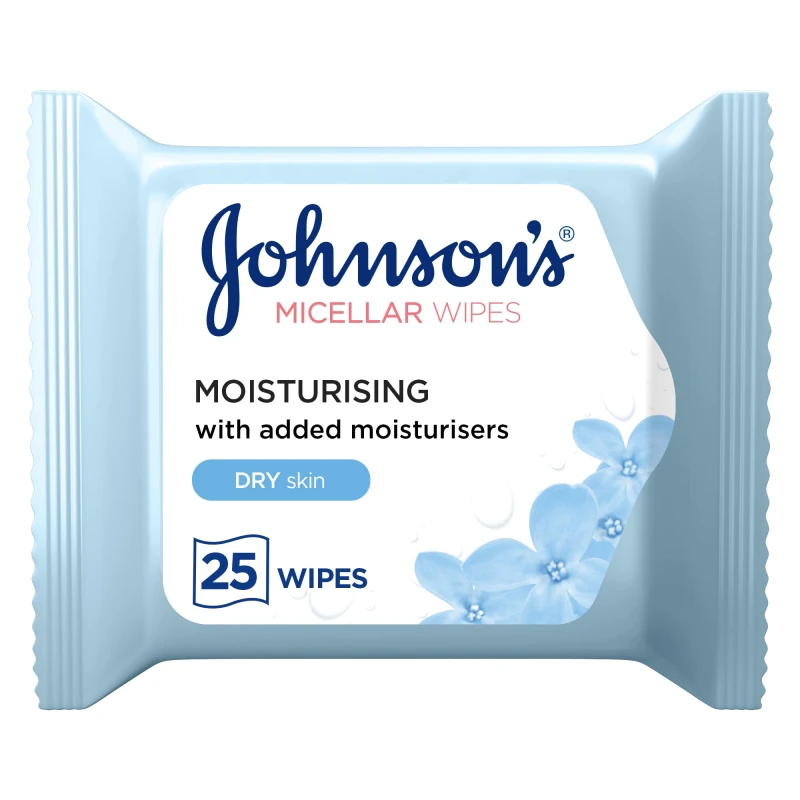 Johnson's®
MICELLAR WIPES
MOISTURISING
with added moisturisers
DRY skin
25 WIPES